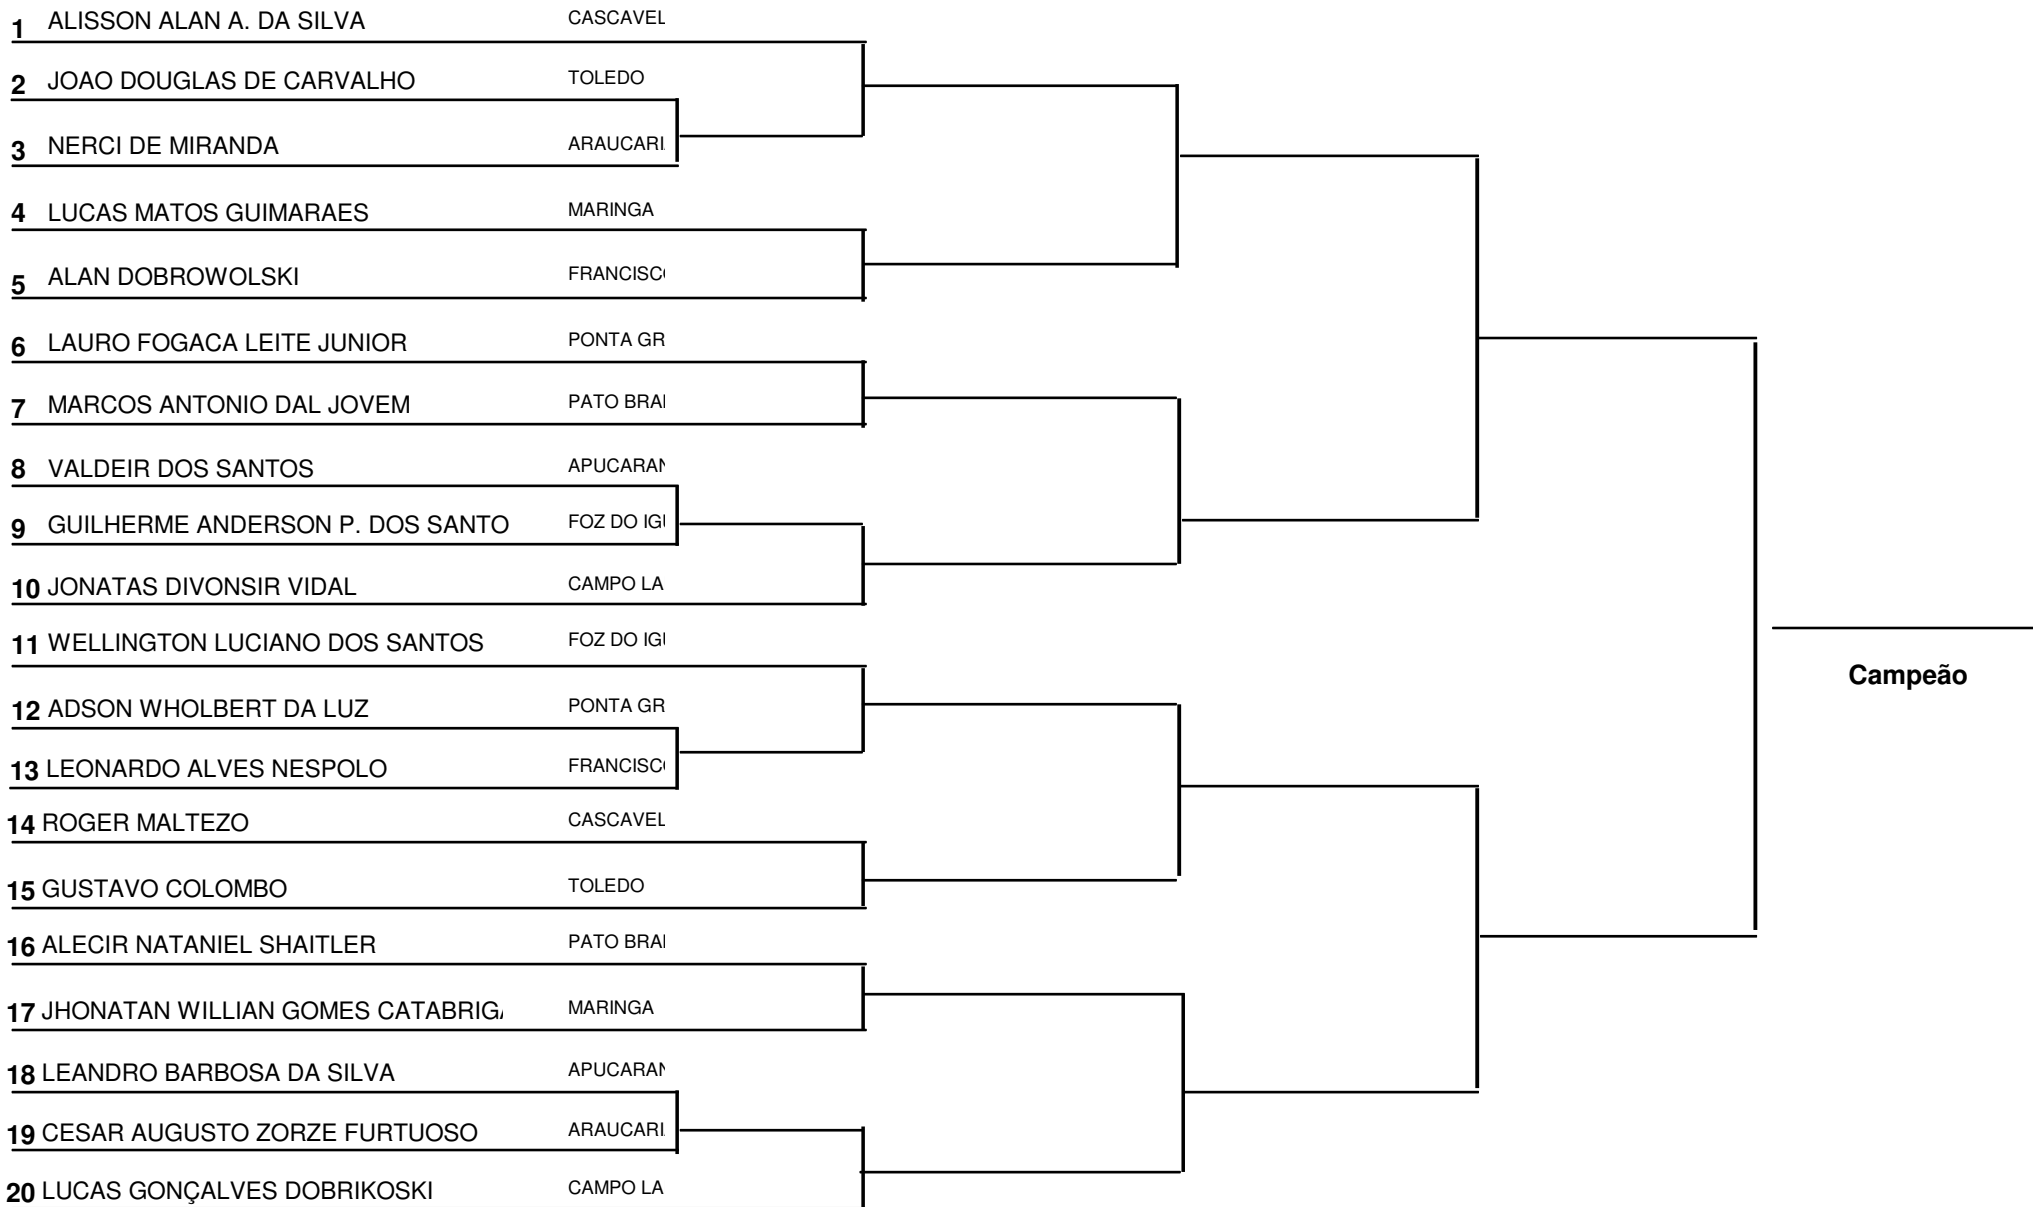 1 ALISSON ALAN A. DA SILVA CASCAVEL
2 JOAO DOUGLAS DE CARVALHO TOLEDO
3 NERCI DE MIRANDA ARAUCARI
4 LUCAS MATOS GUIMARAES MARINGA
5 ALAN DOBROWOLSKI FRANCISC
6 LAURO FOGACA LEITE JUNIOR PONTA GR
7 MARCOS ANTONIO DAL JOVEM PATO BRA
8 VALDEIR DOS SANTOS APUCARAN
9 GUILHERME ANDERSON P. DOS SANTO FOZ DO IG
10 JONATAS DIVONSIR VIDAL CAMPO LA
11 WELLINGTON LUCIANO DOS SANTOS FOZ DO IG
Campeão
12 ADSON WHOLBERT DA LUZ PONTA GR
13 LEONARDO ALVES NESPOLO FRANCISC
14 ROGER MALTEZO CASCAVEL
15 GUSTAVO COLOMBO TOLEDO
16 ALECIR NATANIEL SHAITLER PATO BRA
17 JHONATAN WILLIAN GOMES CATABRIG MARINGA
18 LEANDRO BARBOSA DA SILVA APUCARAN
19 CESAR AUGUSTO ZORZE FURTUOSO ARAUCARI
20 LUCAS GONÇALVES DOBRIKOSKI CAMPO LA